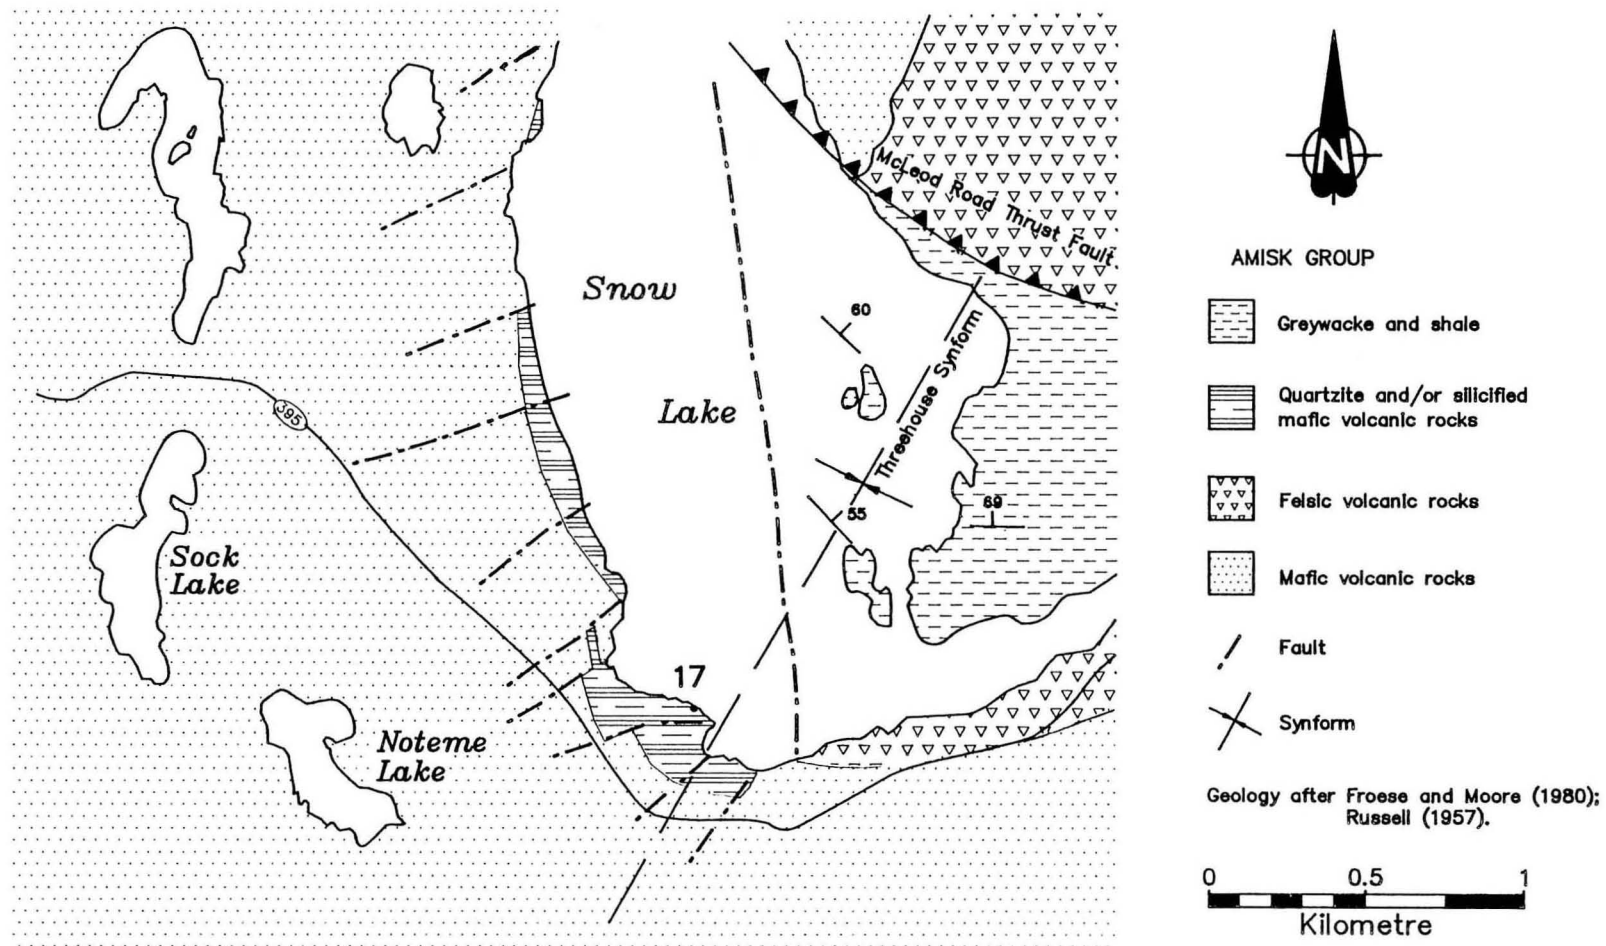 McLeod Road Thrust Fault
Snow
Lake
60
Threehouse Synform
395
55
69
Sock
Lake
17
Noteme
Lake
N
AMISK GROUP
Greywacke and shale
Quartzite and/or silicified
mafic volcanic rocks
Felsic volcanic rocks
Mafic volcanic rocks
Fault
Synform
Geology after Froese and Moore (1980);
Russell (1957).
0 0.5 1
Kilometre